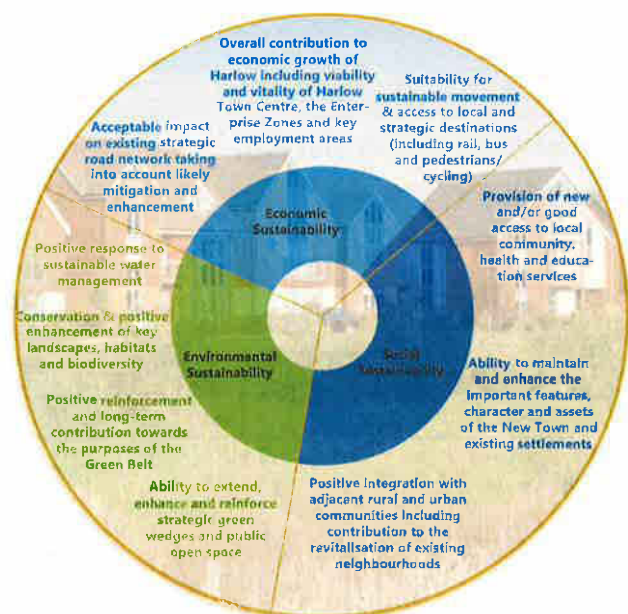 Overall contribution to
economic growth of
Harlow including viability
and vitality of Harlow
Town Centre, the Enter-
prise Zones and key
employment areas
Suitability for
sustainable movement
& access to local and
strategic destinations
(including rail, bus
and pedestrians/
cycling)
Acceptable impact
on existing strategic
road network taking
into account likely
mitigation and
enhancement
Provision of new
and/or good
access to local
community,
health and educa-
tion services
Economic
Sustainability
Positive response to
sustainable water
management
Conservation & positive
enhancement of key
landscapes, habitats
and biodiversity
Environmental
Sustainability
Social
Sustainability
Ability to maintain
and enhance the
important features,
character and assets
of the New Town and
existing settlements
Positive reinforcement
and long-term
contribution towards
the purposes of the
Green Belt
Ability to extend,
enhance and reinforce
strategic green
wedges and public
open space
Positive integration with
adjacent rural and urban
communities including
contribution to the
revitalisation of existing
neighbourhoods